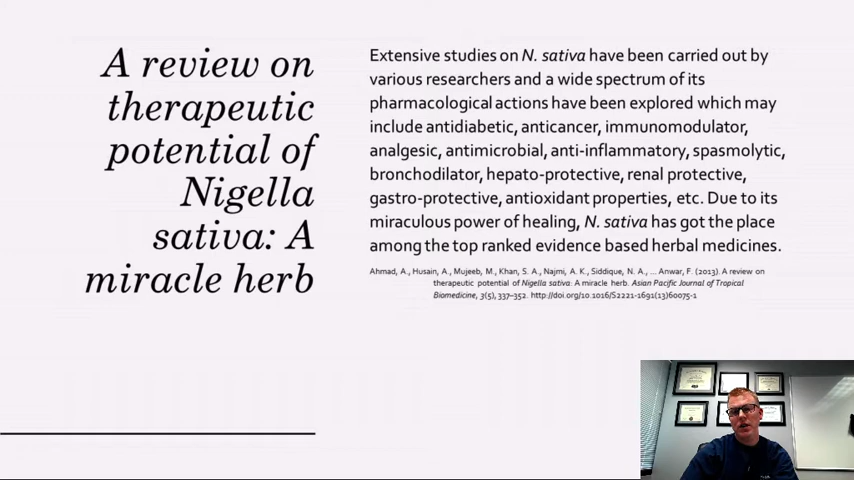 A review on
therapeutic
potential of
Nigella
sativa: A
miracle herb
Extensive studies on N. sativa have been carried out by
various researchers and a wide spectrum of its
pharmacological actions have been explored which may
include antidiabetic, anticancer, immunomodulator,
analgesic, antimicrobial, anti-inflammatory, spasmolytic,
bronchodilator, hepato-protective, renal protective,
gastro-protective, antioxidant properties, etc. Due to its
miraculous power of healing, N. sativa has got the place
among the top ranked evidence based herbal medicines.
Ahmad, A., Husain, A., Mujeeb, M., Khan, S. A., Najmi, A. K., Siddique, N. A., ... Anwar, F. (2013). A review on
therapeutic potential of Nigella sativa: A miracle herb. Asian Pacific Journal of Tropical
Biomedicine, 3(5), 337–352. http://doi.org/10.1016/S2221-1691(13)60075-1